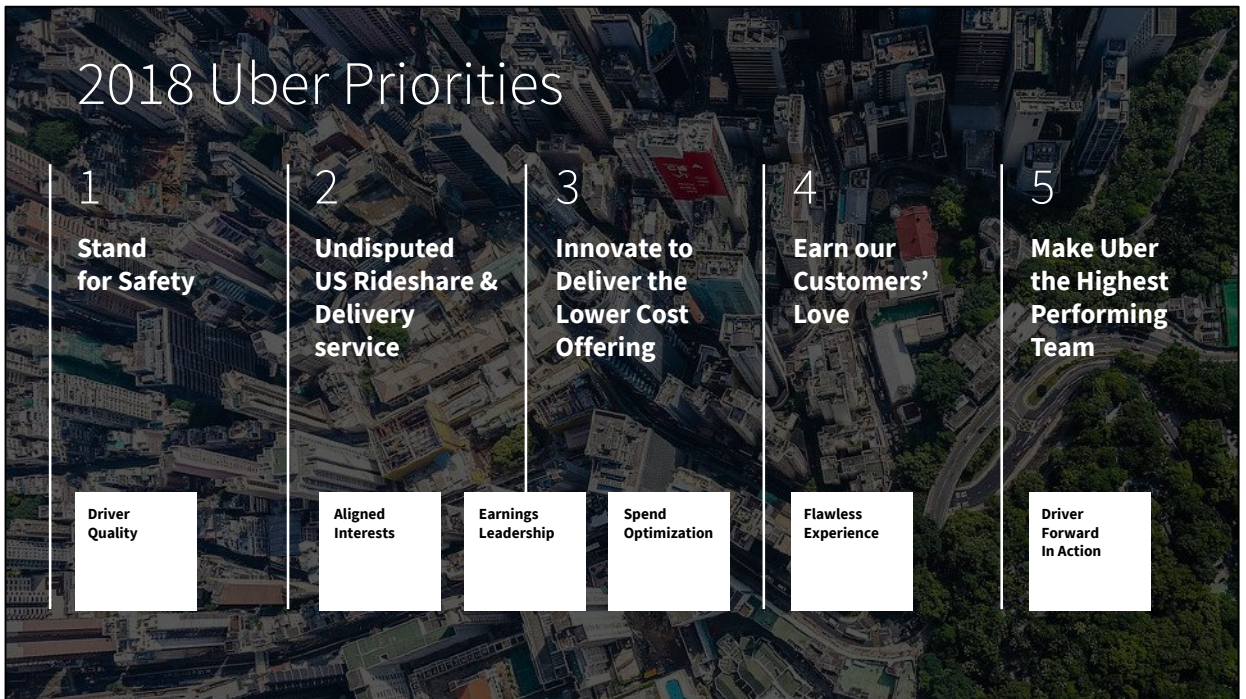 2018 Uber Priorities
1
Stand
for Safety
2
Undisputed
US Rideshare &
Delivery
service
3
Innovate to
Deliver the
Lower Cost
Offering
4
Earn our
Customers’
Love
5
Make Uber
the Highest
Performing
Team
Driver
Quality
Aligned
Interests
Earnings
Leadership
Spend
Optimization
Flawless
Experience
Driver
Forward
In Action